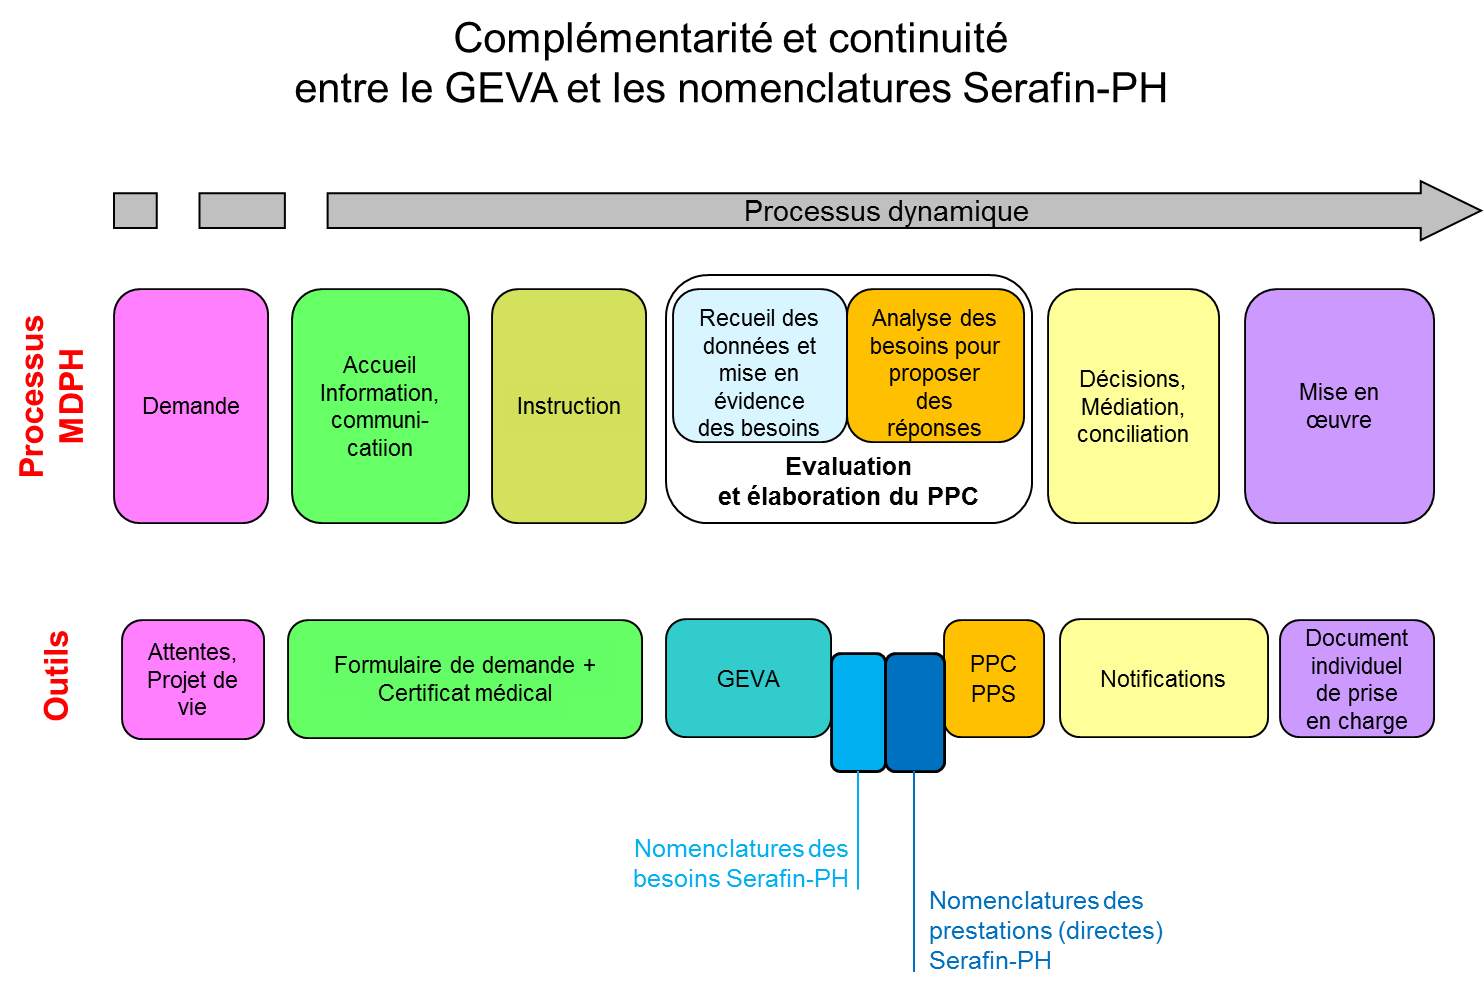 Complémentarité et continuité
entre le GEVA et les nomenclatures Serafin-PH
Processus dynamique
Processus
MDPH
Demande
Accueil
Information,
communi-
catiion
Instruction
Recueil des
données et
mise en
évidence
des besoins
Analyse des
besoins pour
proposer
des
réponses
Evaluation
et élaboration du PPC
Décisions,
Médiation,
conciliation
Mise en
œuvre
Outils
Attentes,
Projet de
vie
Formulaire de demande +
Certificat médical
GEVA
PPC
PPS
Notifications
Document
individuel
de prise
en charge
Nomenclatures des
besoins Serafin-PH
Nomenclatures des
prestations (directes)
Serafin-PH